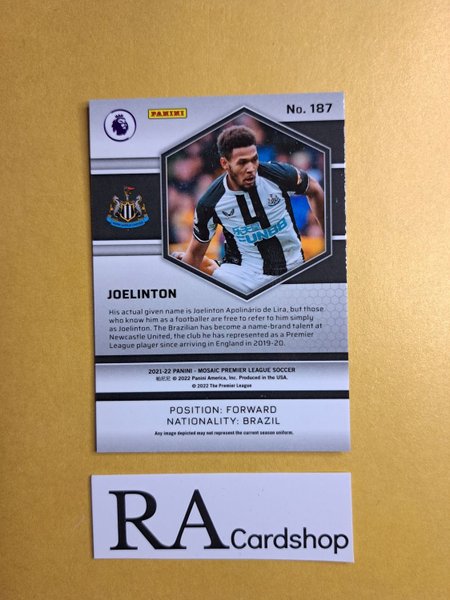 PANINI
No. 187
FUN88
JOELINTON
His actual given name is Joelinton Apolinário de Lira, but those
who know him as a footballer are free to refer to him simply
as Joelinton. The Brazilian has become a name-brand talent at
Newcastle United, the club he has represented as a Premier
League player since arriving in England in 2019-20.
2021-22 PANINI - MOSAIC PREMIER LEAGUE SOCCER
帕尼尼 © 2022 Panini America, Inc. Produced in the USA.
© 2022 The Premier League
POSITION: FORWARD
NATIONALITY: BRAZIL
Any image depicted may not represent the current season uniform.
RA Cardshop